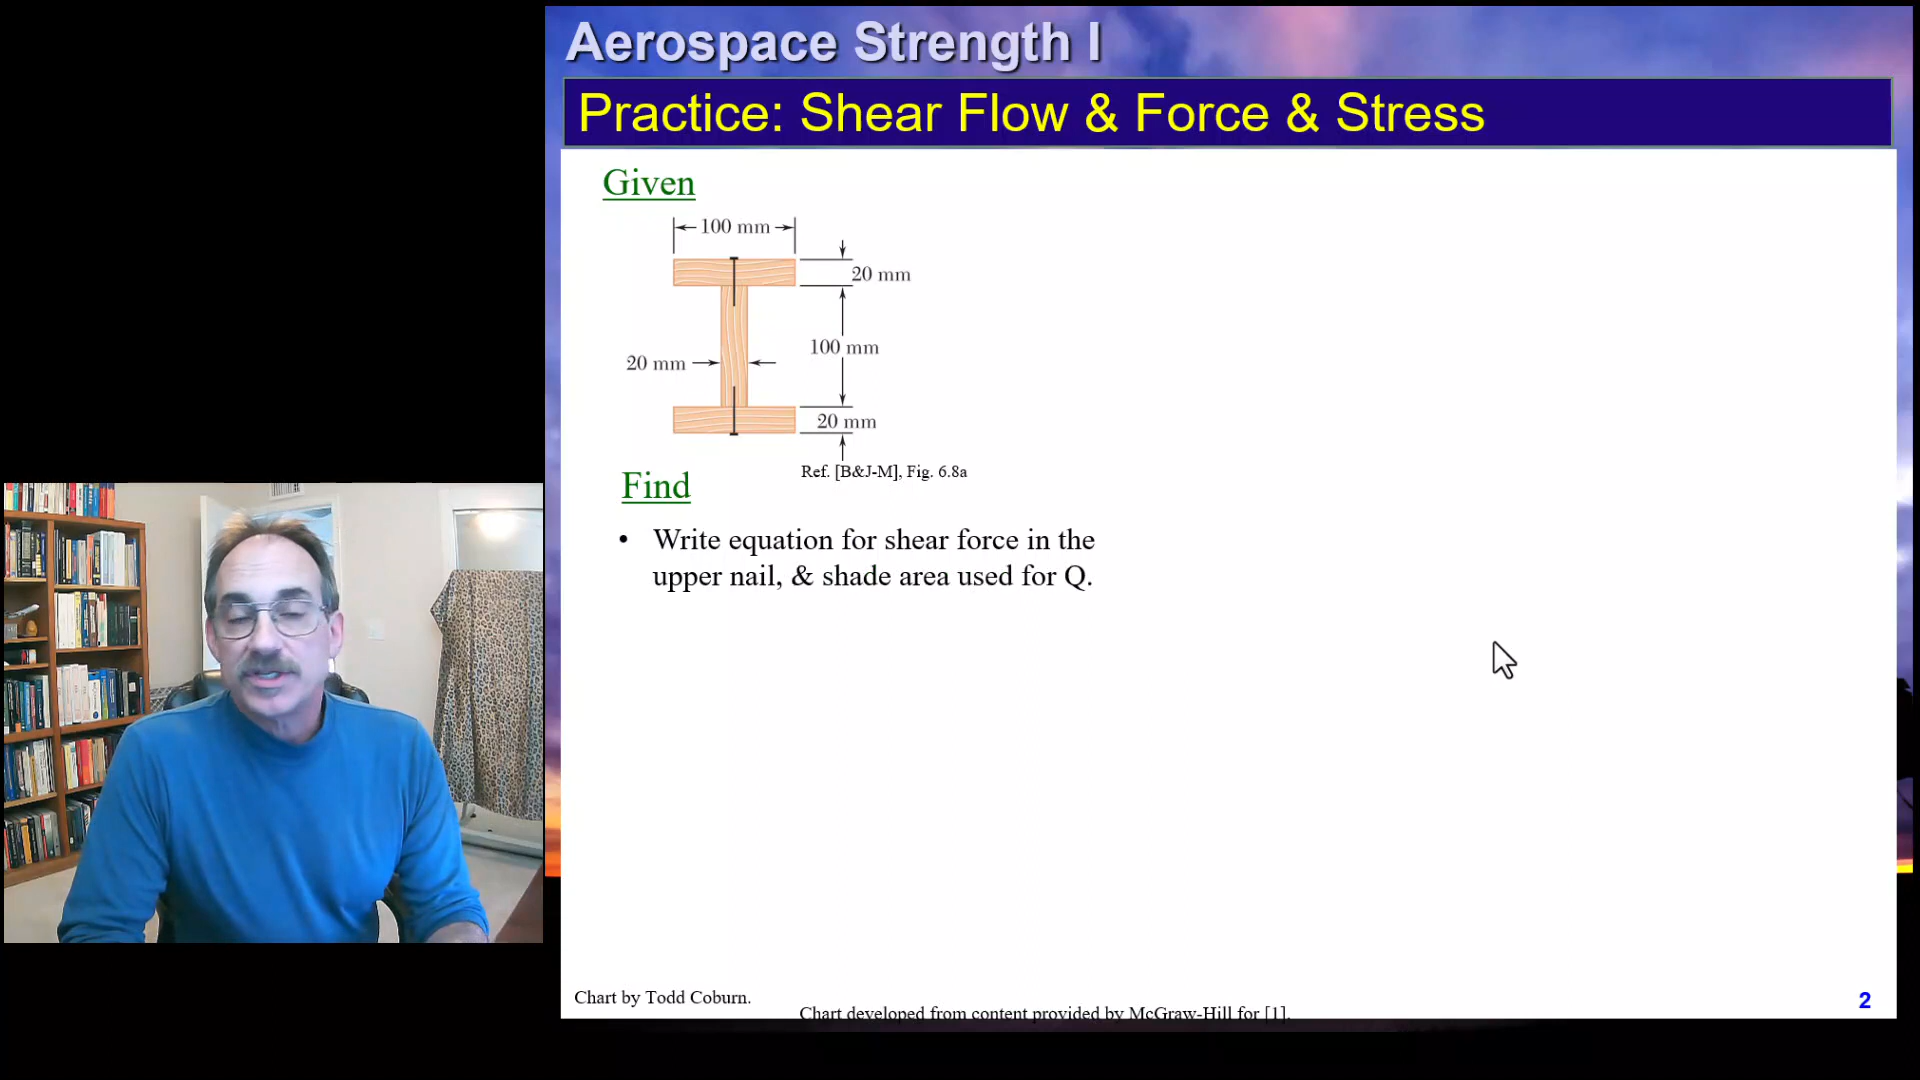 Aerospace Strength I
Practice: Shear Flow & Force & Stress
Given
100 mm
20 mm
100 mm
20 mm
20 mm
Ref. [B&J-M], Fig. 6.8a
Find
• Write equation for shear force in the
upper nail, & shade area used for Q.
Chart by Todd Coburn.
Chart developed from content provided by McGraw-Hill for [1].
2